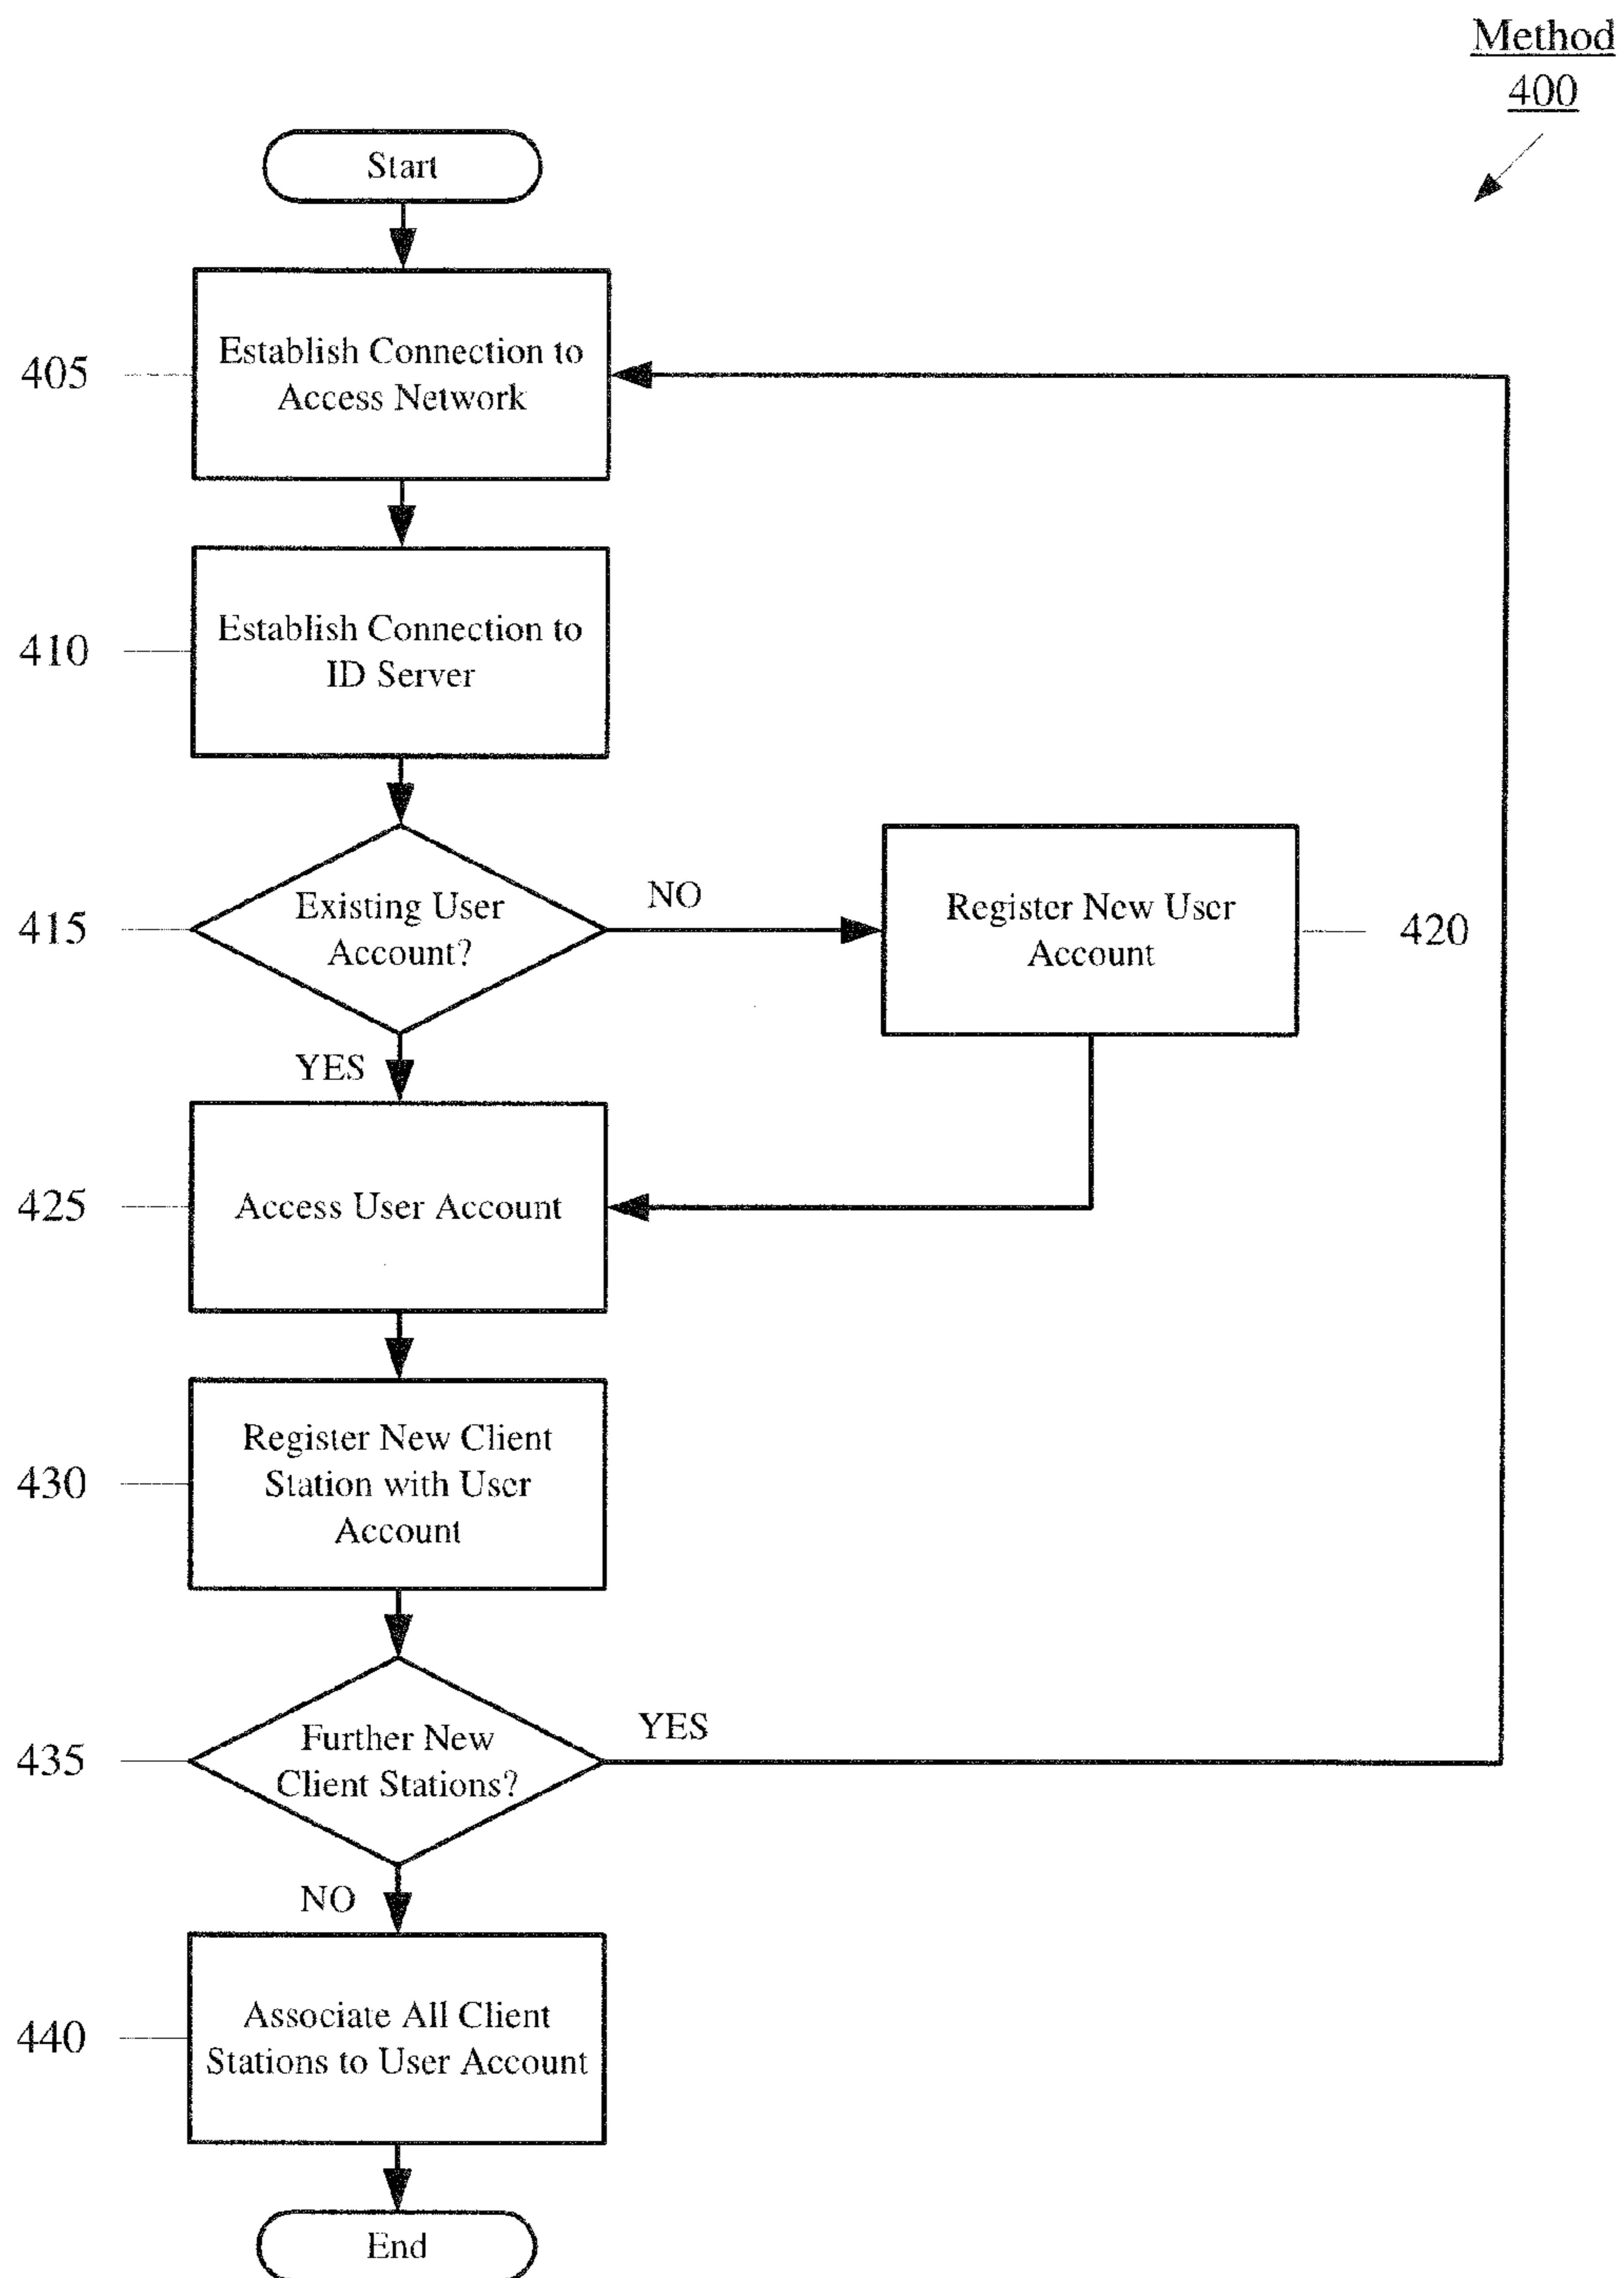 Method
400
Start
405
Establish Connection to
Access Network
410
Establish Connection to
ID Server
415
Existing User
Account?
NO
Register New User
Account
420
YES
425
Access User Account
430
Register New Client
Station with User
Account
435
Further New
Client Stations?
YES
NO
440
Associate All Client
Stations to User Account
End